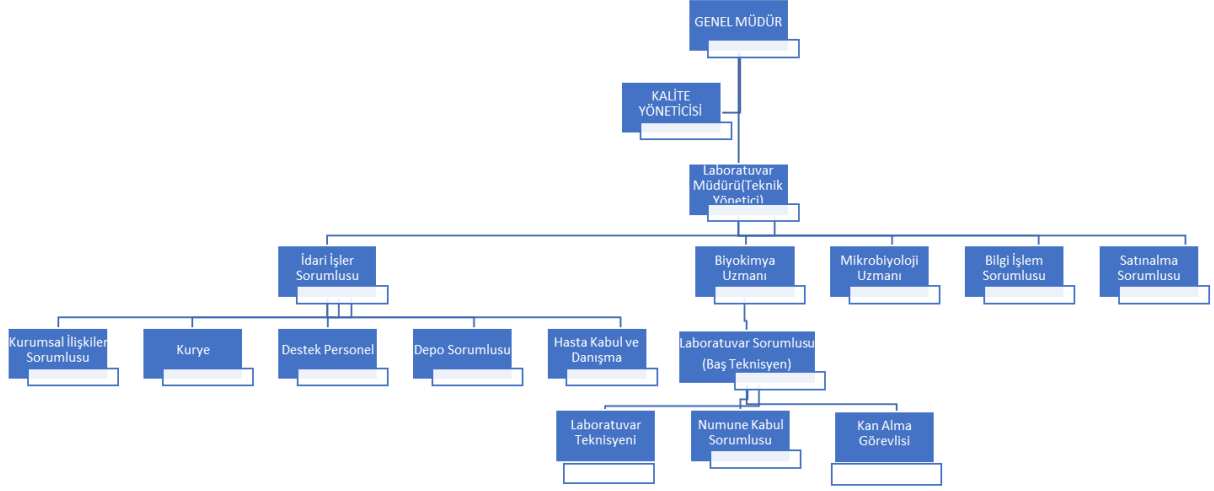 GENEL MÜDÜR
KALİTE
YÖNETİCİSİ
Laboratuvar
Müdürü(Teknik
Yönetici)
İdari İşler
Sorumlusu
Biyokimya
Uzmanı
Mikrobiyoloji
Uzmanı
Bilgi İşlem
Sorumlusu
Satınalma
Sorumlusu
Kurumsal İlişkiler
Sorumlusu
Kurye
Destek Personel
Depo Sorumlusu
Hasta Kabul ve
Danışma
Laboratuvar Sorumlusu
(Baş Teknisyen)
Laboratuvar
Teknisyeni
Numune Kabul
Sorumlusu
Kan Alma
Görevlisi